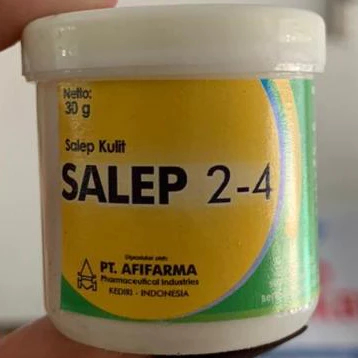 Netto:
30 g
Salep Kulit
SALEP 2-4
Diproduksi oleh:
PT. AFIFARMA
Pharmaceutical Industries
KEDIRI - INDONESIA